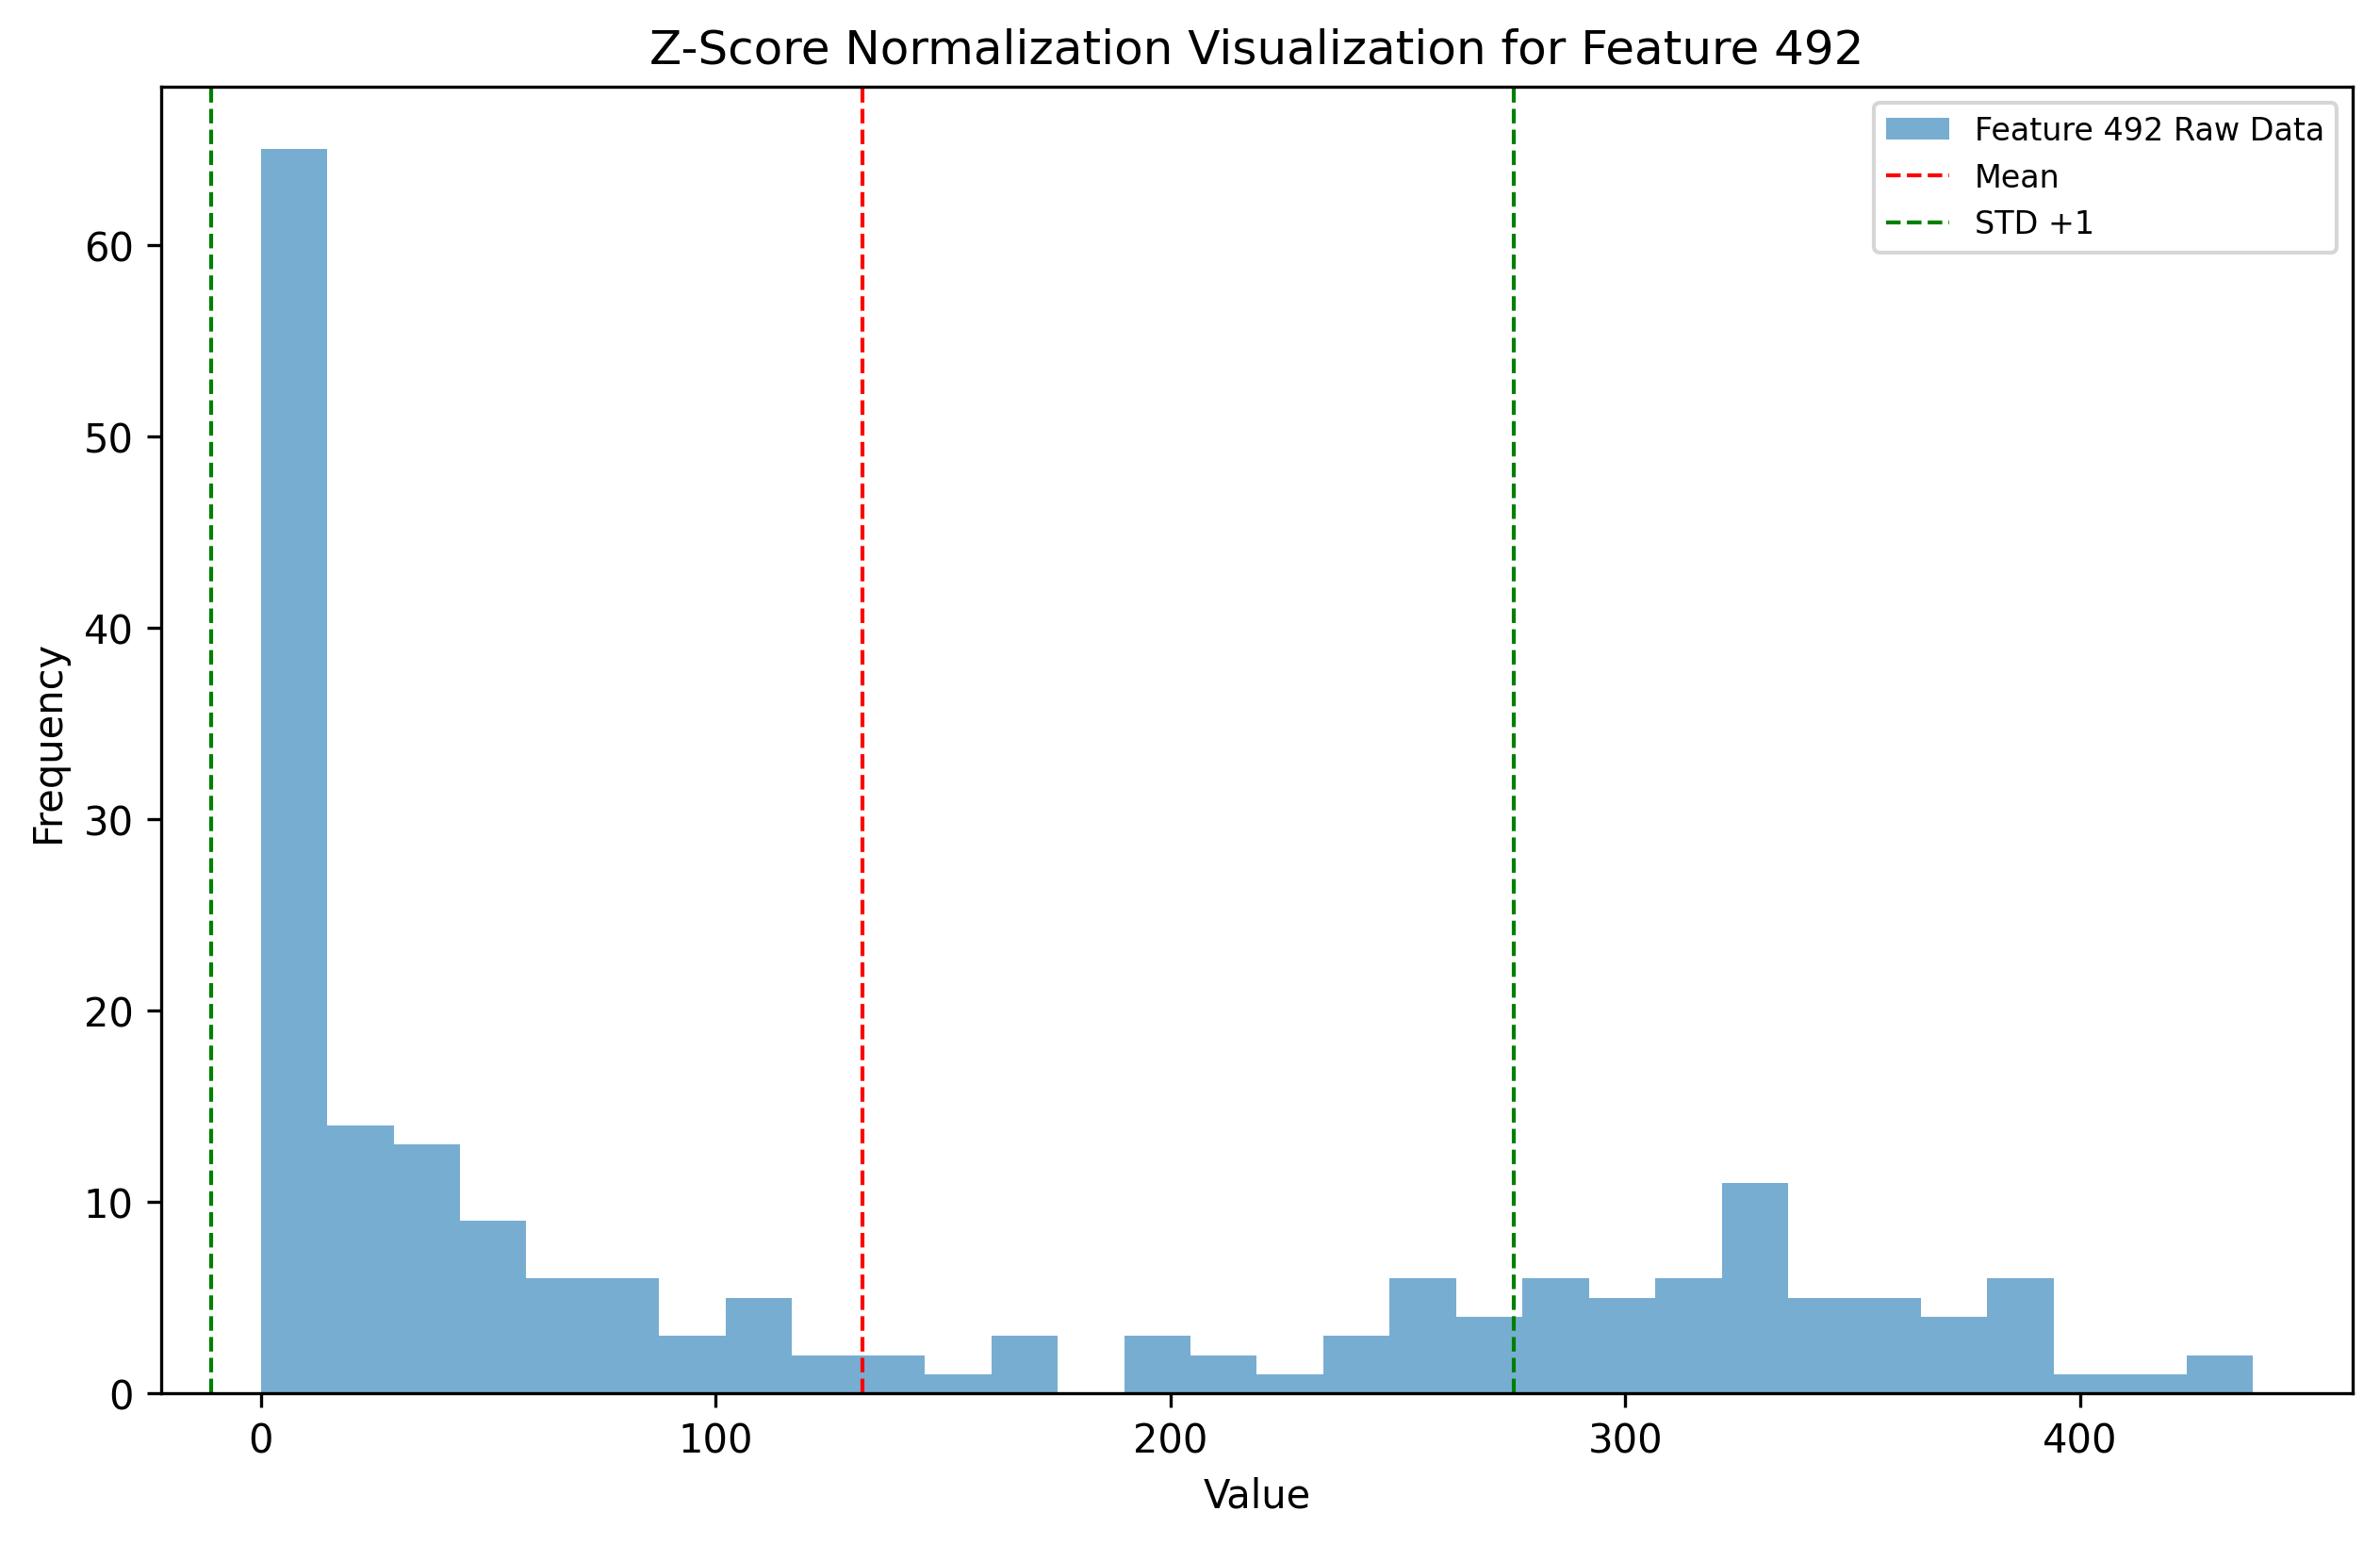 Z-Score Normalization Visualization for Feature 492
Feature 492 Raw Data
Mean
STD +1
60
50
40
30
20
10
0
Frequency
0 100 200 300 400
Value